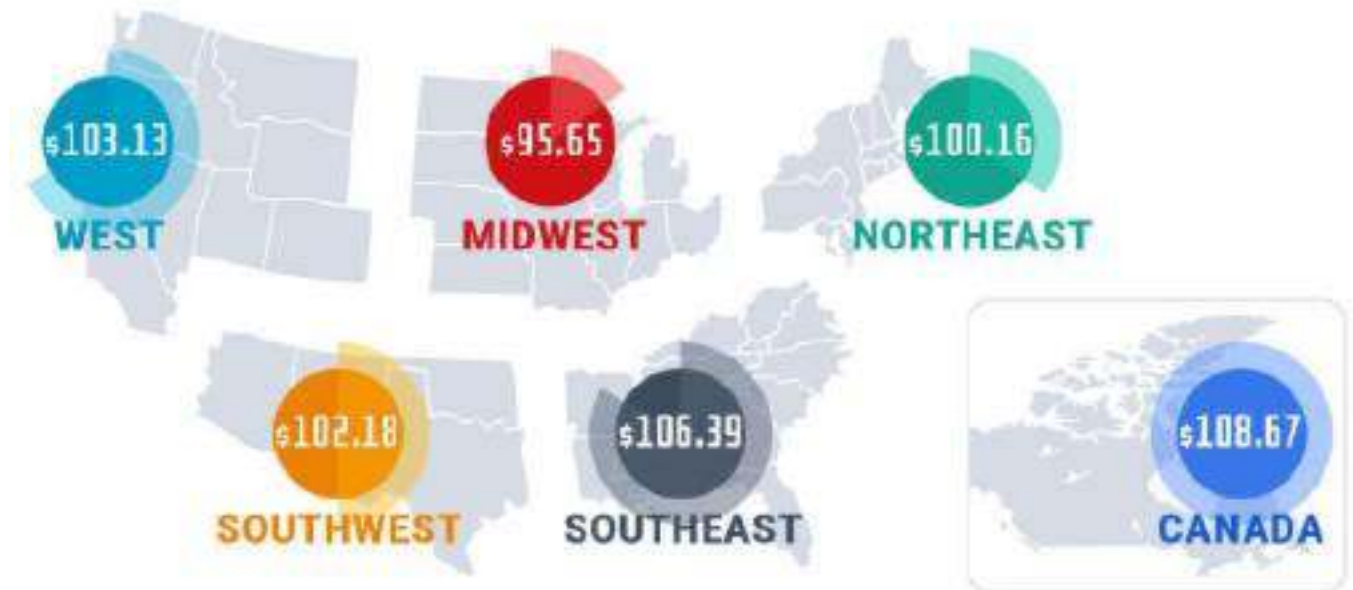 $103.13
WEST
$95.65
MIDWEST
$100.16
NORTHEAST
$102.18
SOUTHWEST
$106.39
SOUTHEAST
$108.67
CANADA